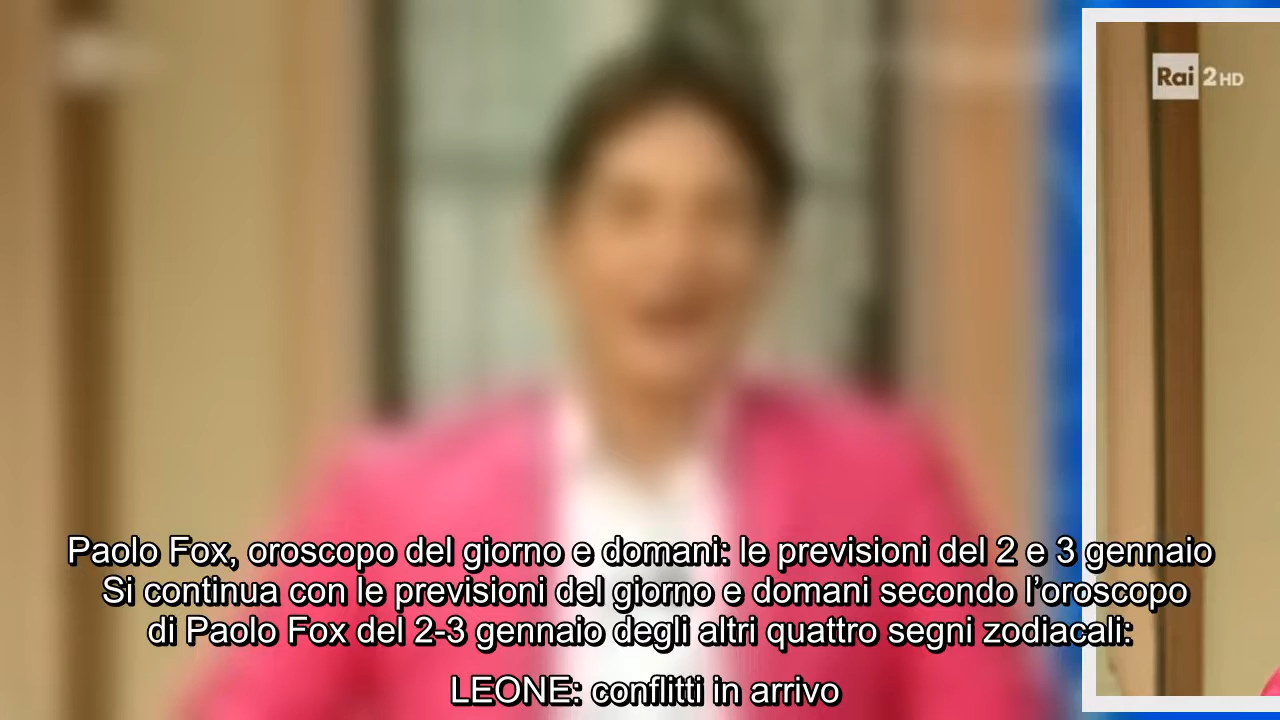 Rai 2HD
Paolo Fox, oroscopo del giorno e domani: le previsioni del 2 e 3 gennaio
Si continua con le previsioni del giorno e domani secondo l’oroscopo
di Paolo Fox del 2-3 gennaio degli altri quattro segni zodiacali:
LEONE: conflitti in arrivo